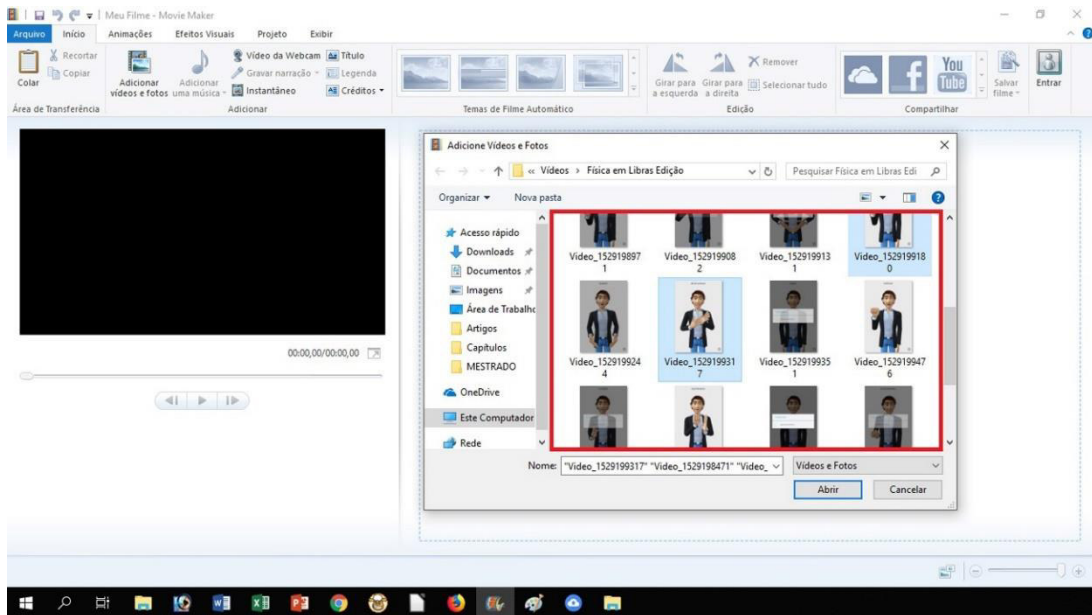 Meu Filme - Movie Maker
Arquivo Início Animações Efeitos Visuais Projeto Exibir
Colar
Recortar
Copiar
Área de Transferência
Adicionar vídeos e fotos
Adicionar uma música
Vídeo da Webcam
Gravar narração
Instantâneo
Título
Legenda
Créditos
Adicionar
Temas de Filme Automático
Girar para a esquerda
Girar para a direita
Remover
Selecionar tudo
Edição
You
Tube
Compartilhar
Salvar filme
Entrar
00:00,00/00:00,00
Adicione Vídeos e Fotos
« Vídeos > Física em Libras Edição
Pesquisar Física em Libras Edi
Organizar Nova pasta
Acesso rápido
Downloads
Documentos
Imagens
Área de Trabalho
Artigos
Capítulos
MESTRADO
OneDrive
Este Computador
Rede
Video_1529198971
Video_1529199082
Video_1529199131
Video_1529199180
Video_1529199244
Video_1529199317
Video_1529199351
Video_1529199476
Nome: "Video_1529199317" "Video_1529198471" "Video_
Vídeos e Fotos
Abrir Cancelar